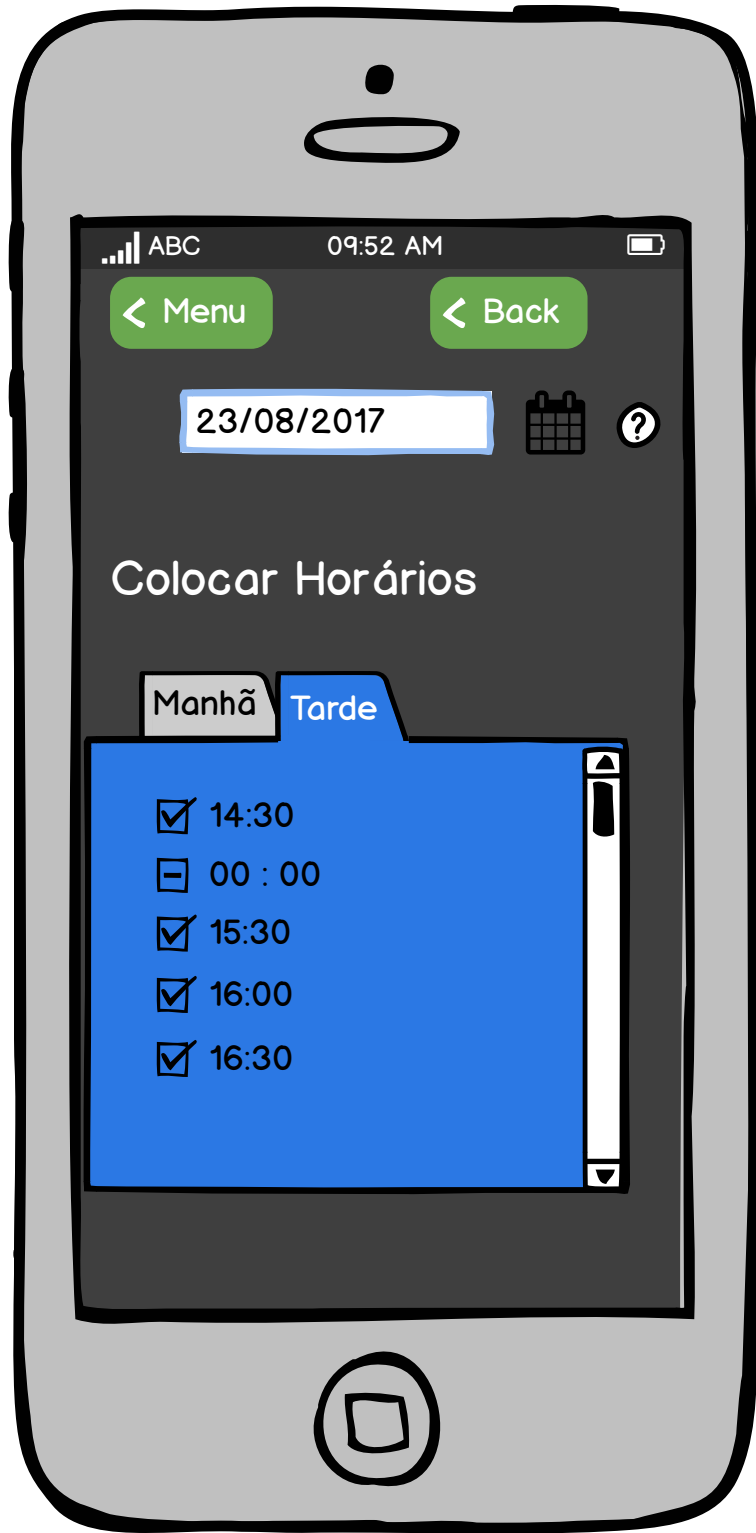 ABC 09:52 AM
Menu Back
23/08/2017 ?
Colocar Horários
Manhã Tarde
14:30
00 : 00
15:30
16:00
16:30